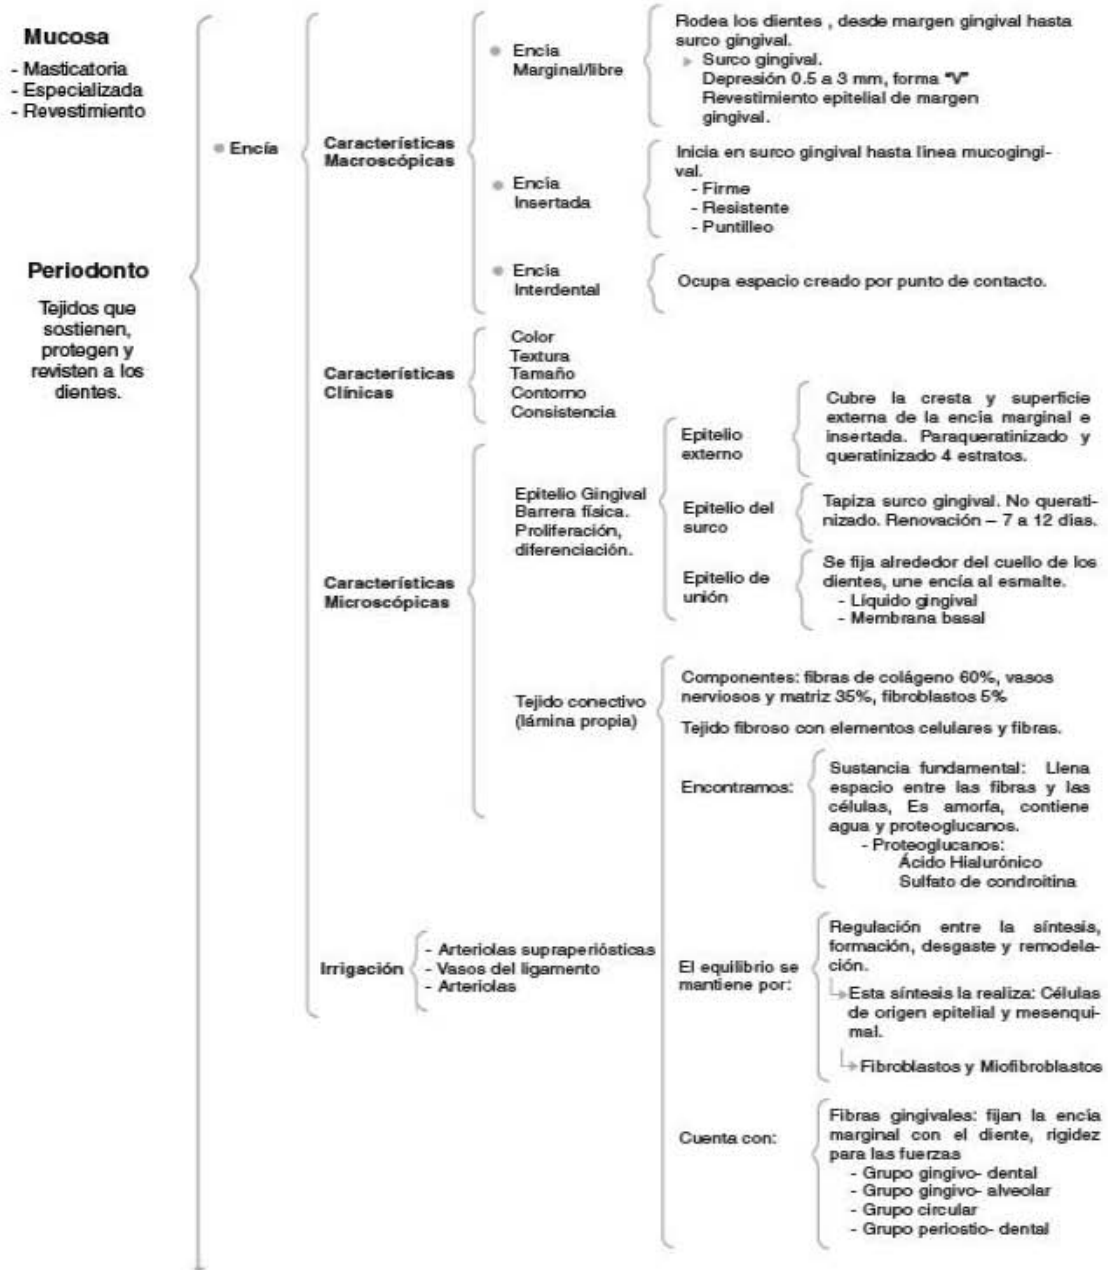 Mucosa
- Masticatoria
- Especializada
- Revestimiento
Periodonto
Tejidos que
sostienen,
protegen y
revisten a los
dientes.
Encía
Características
Macroscópicas
Encía
Marginal/libre
Rodea los dientes , desde margen gingival hasta
surco gingival.
Surco gingival.
Depresión 0.5 a 3 mm, forma "V"
Revestimiento epitelial de margen
gingival.
Encía
Insertada
Inicia en surco gingival hasta línea mucogingi-
val.
- Firme
- Resistente
- Puntilleo
Encía
Interdental
Ocupa espacio creado por punto de contacto.
Características
Clínicas
Color
Textura
Tamaño
Contorno
Consistencia
Características
Microscópicas
Epitelio Gingival
Barrera física.
Proliferación,
diferenciación.
Epitelio
externo
Cubre la cresta y superficie
externa de la encía marginal e
insertada. Paraqueratinizado y
queratinizado 4 estratos.
Epitelio del
surco
Tapiza surco gingival. No querati-
nizado. Renovación – 7 a 12 días.
Epitelio de
unión
Se fija alrededor del cuello de los
dientes, une encía al esmalte.
- Líquido gingival
- Membrana basal
Tejido conectivo
(lámina propia)
Componentes: fibras de colágeno 60%, vasos
nerviosos y matriz 35%, fibroblastos 5%
Tejido fibroso con elementos celulares y fibras.
Encontramos:
Sustancia fundamental: Llena
espacio entre las fibras y las
células, Es amorfa, contiene
agua y proteoglucanos.
- Proteoglucanos:
Ácido Hialurónico
Sulfato de condroitina
El equilibrio se
mantiene por:
Regulación entre la síntesis,
formación, desgaste y remodela-
ción.
Esta síntesis la realiza: Células
de origen epitelial y mesenqui-
mal.
Fibroblastos y Miofibroblastos
Cuenta con:
Fibras gingivales: fijan la encía
marginal con el diente, rigidez
para las fuerzas
- Grupo gingivo- dental
- Grupo gingivo- alveolar
- Grupo circular
- Grupo periostio- dental
Irrigación
- Arteriolas supraperiósticas
- Vasos del ligamento
- Arteriolas